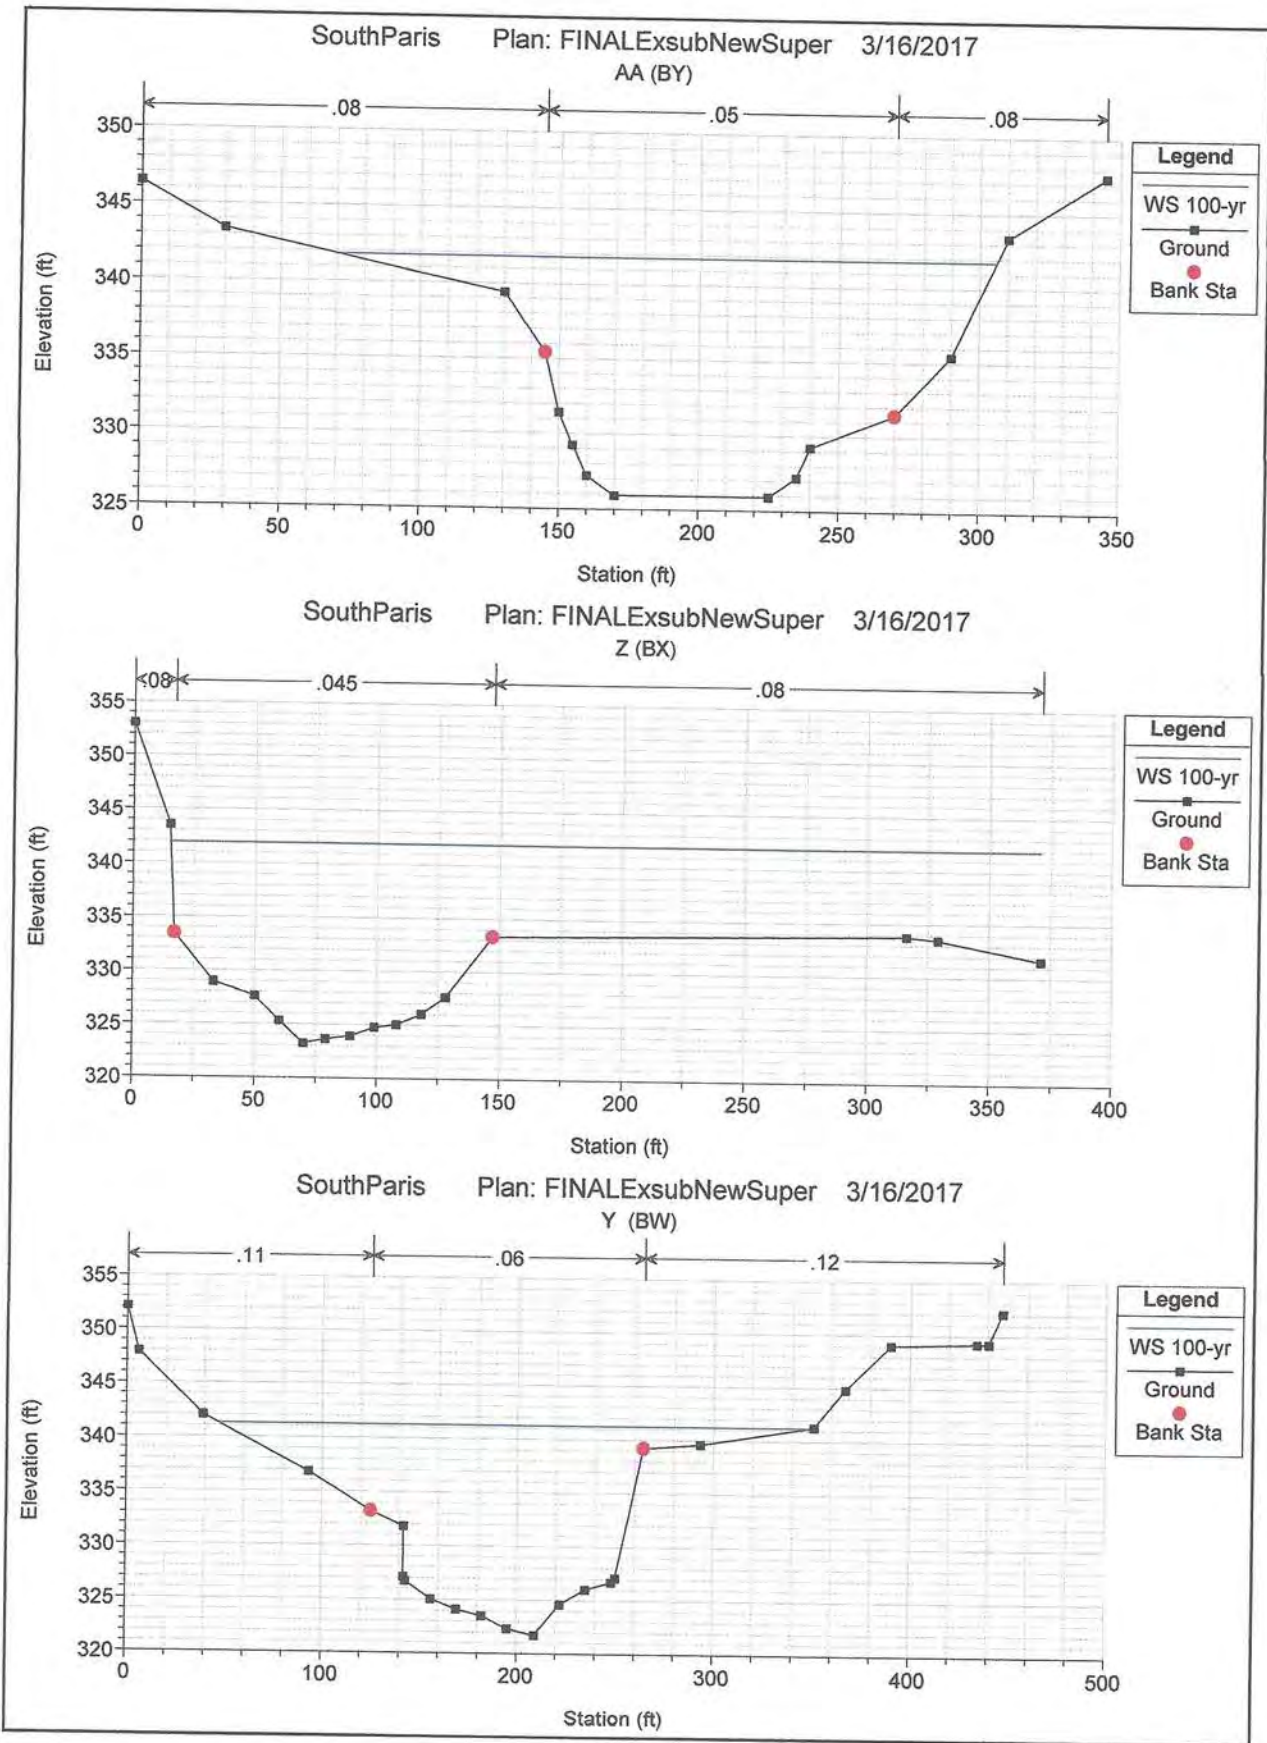 SouthParis Plan: FINALExsubNewSuper 3/16/2017
AA (BY)
.08 .05 .08
350
345
340
335
330
325
Elevation (ft)
0 50 100 150 200 250 300 350
Station (ft)
Legend
WS 100-yr
Ground
Bank Sta
SouthParis Plan: FINALExsubNewSuper 3/16/2017
Z (BX)
.08 .045 .08
355
350
345
340
335
330
325
320
Elevation (ft)
0 50 100 150 200 250 300 350 400
Station (ft)
Legend
WS 100-yr
Ground
Bank Sta
SouthParis Plan: FINALExsubNewSuper 3/16/2017
Y (BW)
.11 .06 .12
355
350
345
340
335
330
325
320
Elevation (ft)
0 100 200 300 400 500
Station (ft)
Legend
WS 100-yr
Ground
Bank Sta